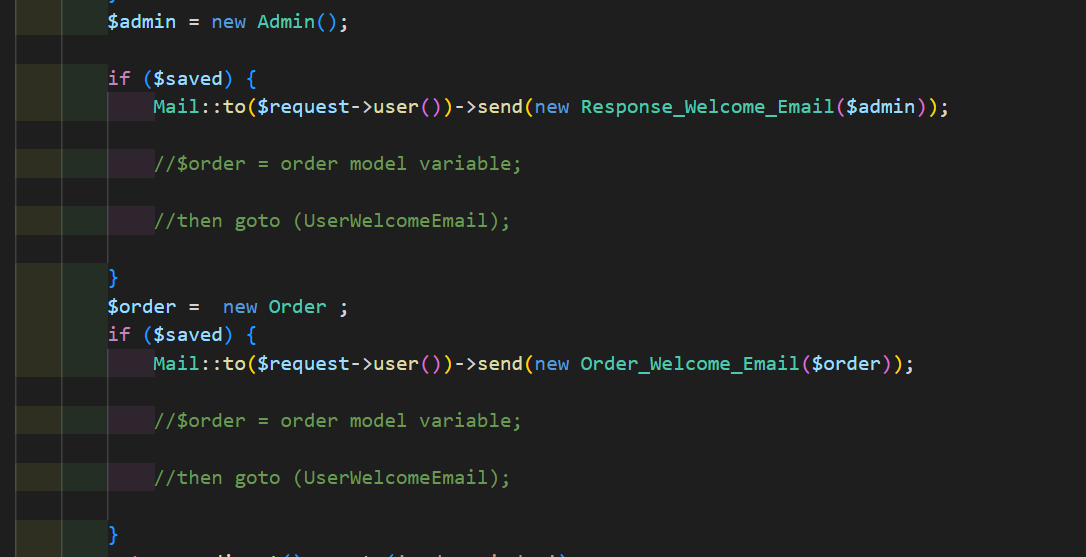 $admin = new Admin();
if ($saved) {
Mail::to($request->user())->send(new Response_Welcome_Email($admin));
//$order = order model variable;
//then goto (UserWelcomeEmail);
}
$order =  new Order ;
if ($saved) {
Mail::to($request->user())->send(new Order_Welcome_Email($order));
//$order = order model variable;
//then goto (UserWelcomeEmail);
}